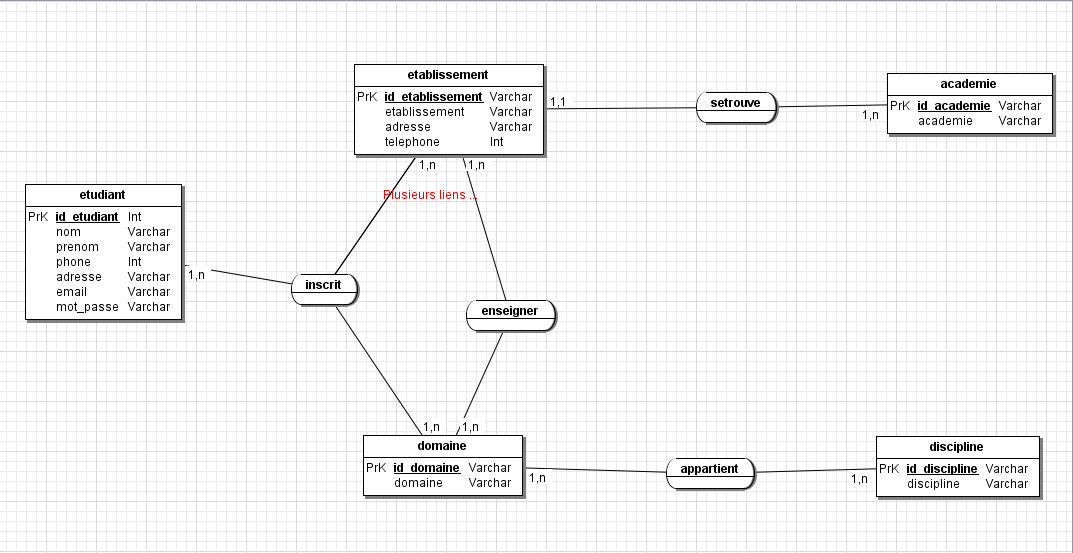 etablissement
PrK id_etablissement Varchar
etablissement Varchar
adresse Varchar
telephone Int
1,1
setrouve
1,n
academie
PrK id_academie Varchar
academie Varchar
1,n
1,n
Plusieurs liens ...
etudiant
PrK id_etudiant Int
nom Varchar
prenom Varchar
phone Int
adresse Varchar
email Varchar
mot_passe Varchar
1,n
inscrit
enseigner
1,n
1,n
domaine
PrK id_domaine Varchar
domaine Varchar
1,n
appartient
1,n
discipline
PrK id_discipline Varchar
discipline Varchar